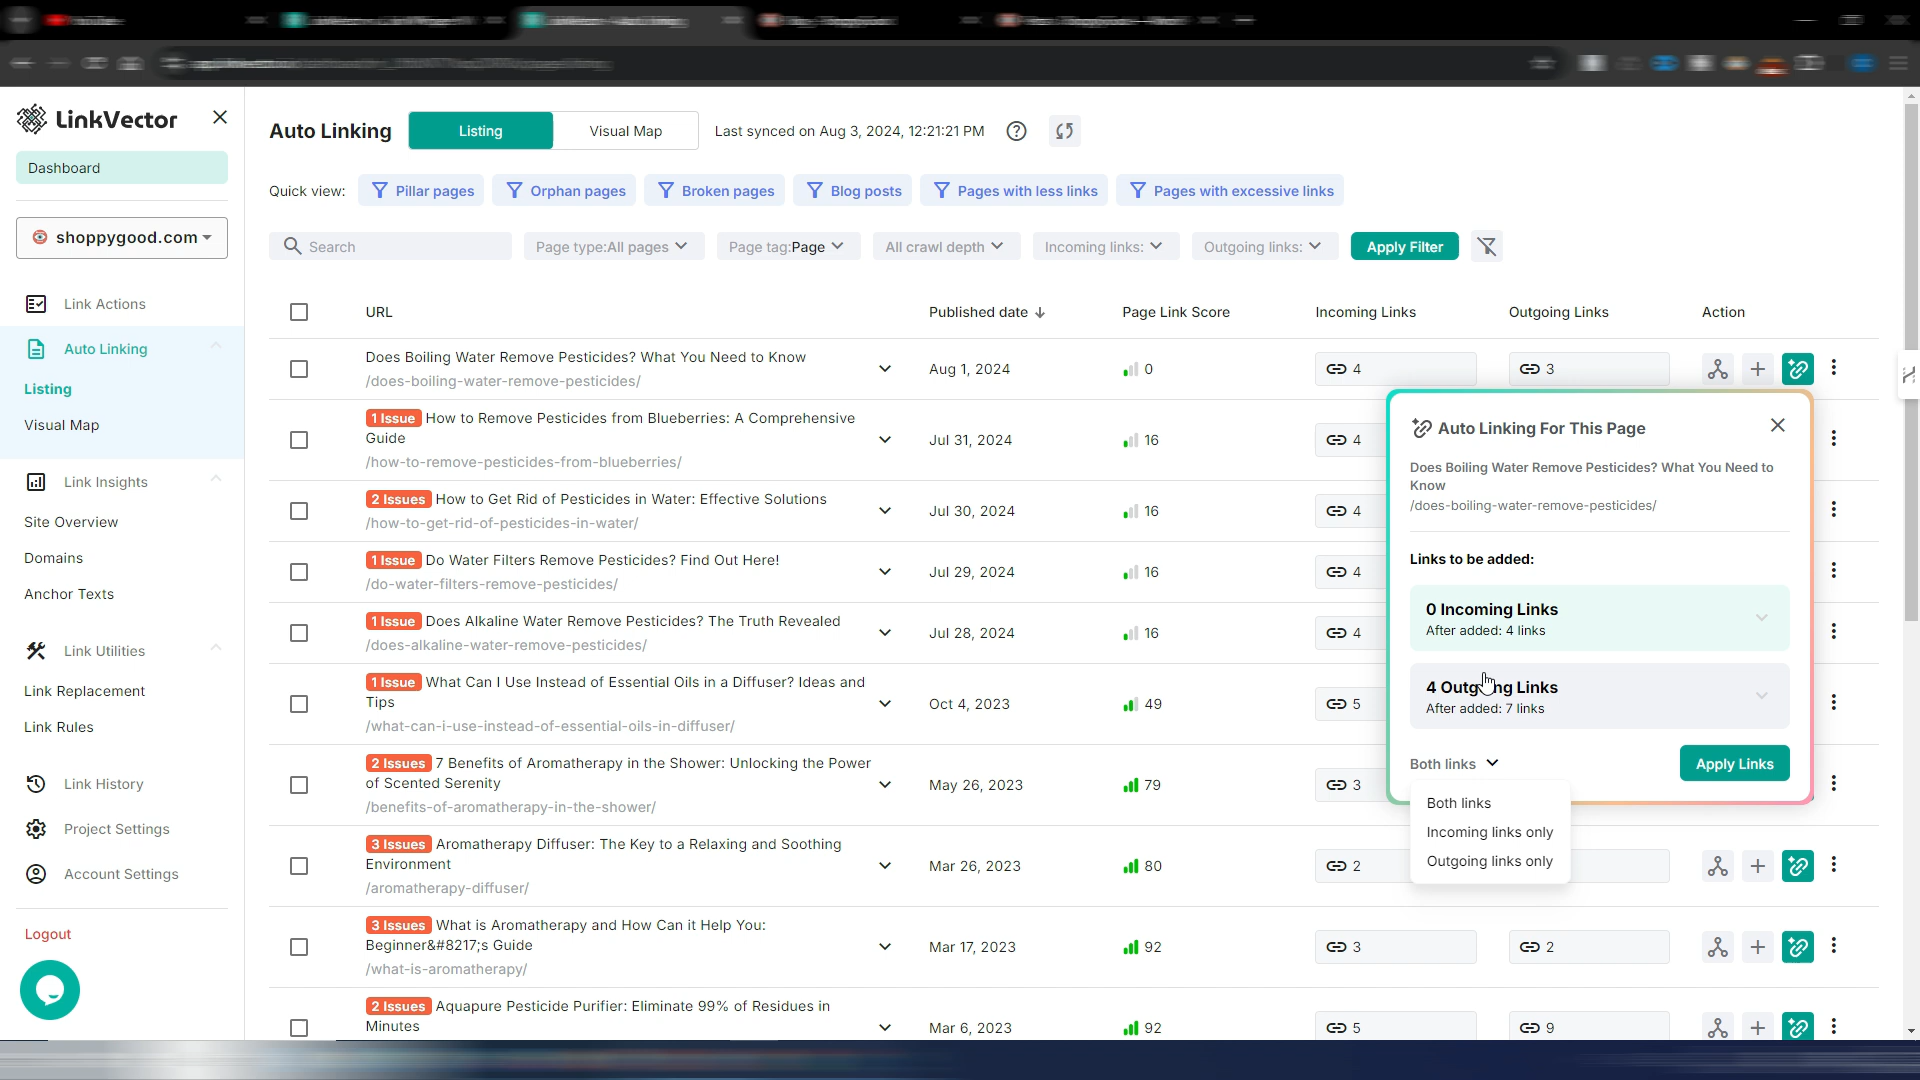 LinkVector
Dashboard
shoppygood.com
Link Actions
Auto Linking
Listing
Visual Map
Link Insights
Site Overview
Domains
Anchor Texts
Link Utilities
Link Replacement
Link Rules
Link History
Project Settings
Account Settings
Logout
Auto Linking
Listing
Visual Map
Last synced on Aug 3, 2024, 12:21:21 PM
Quick view:
Pillar pages
Orphan pages
Broken pages
Blog posts
Pages with less links
Pages with excessive links
Search
Page type:All pages
Page tag:Page
All crawl depth
Incoming links:
Outgoing links:
Apply Filter
URL
Published date
Page Link Score
Incoming Links
Outgoing Links
Action
Does Boiling Water Remove Pesticides? What You Need to Know
/does-boiling-water-remove-pesticides/
Aug 1, 2024
0
4
3
1 Issue How to Remove Pesticides from Blueberries: A Comprehensive
Guide
/how-to-remove-pesticides-from-blueberries/
Jul 31, 2024
16
4
2 Issues How to Get Rid of Pesticides in Water: Effective Solutions
/how-to-get-rid-of-pesticides-in-water/
Jul 30, 2024
16
4
1 Issue Do Water Filters Remove Pesticides? Find Out Here!
/do-water-filters-remove-pesticides/
Jul 29, 2024
16
4
1 Issue Does Alkaline Water Remove Pesticides? The Truth Revealed
/does-alkaline-water-remove-pesticides/
Jul 28, 2024
16
4
1 Issue What Can I Use Instead of Essential Oils in a Diffuser? Ideas and
Tips
/what-can-i-use-instead-of-essential-oils-in-diffuser/
Oct 4, 2023
49
5
2 Issues 7 Benefits of Aromatherapy in the Shower: Unlocking the Power
of Scented Serenity
/benefits-of-aromatherapy-in-the-shower/
May 26, 2023
79
3
3 Issues Aromatherapy Diffuser: The Key to a Relaxing and Soothing
Environment
/aromatherapy-diffuser/
Mar 26, 2023
80
2
3 Issues What is Aromatherapy and How Can it Help You:
Beginner&#8217;s Guide
/what-is-aromatherapy/
Mar 17, 2023
92
3
2
2 Issues Aquapure Pesticide Purifier: Eliminate 99% of Residues in
Minutes
Mar 6, 2023
92
5
9
Auto Linking For This Page
Does Boiling Water Remove Pesticides? What You Need to
Know
/does-boiling-water-remove-pesticides/
Links to be added:
0 Incoming Links
After added: 4 links
4 Outgoing Links
After added: 7 links
Both links
Apply Links
Both links
Incoming links only
Outgoing links only